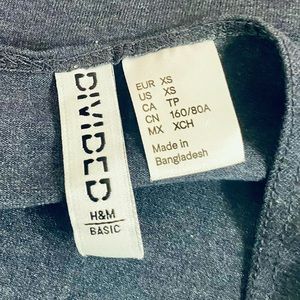 DIVIDED
H&M
BASIC
EUR XS
US XS
CA TP
CN 160/80A
MX XCH
Made in
Bangladesh